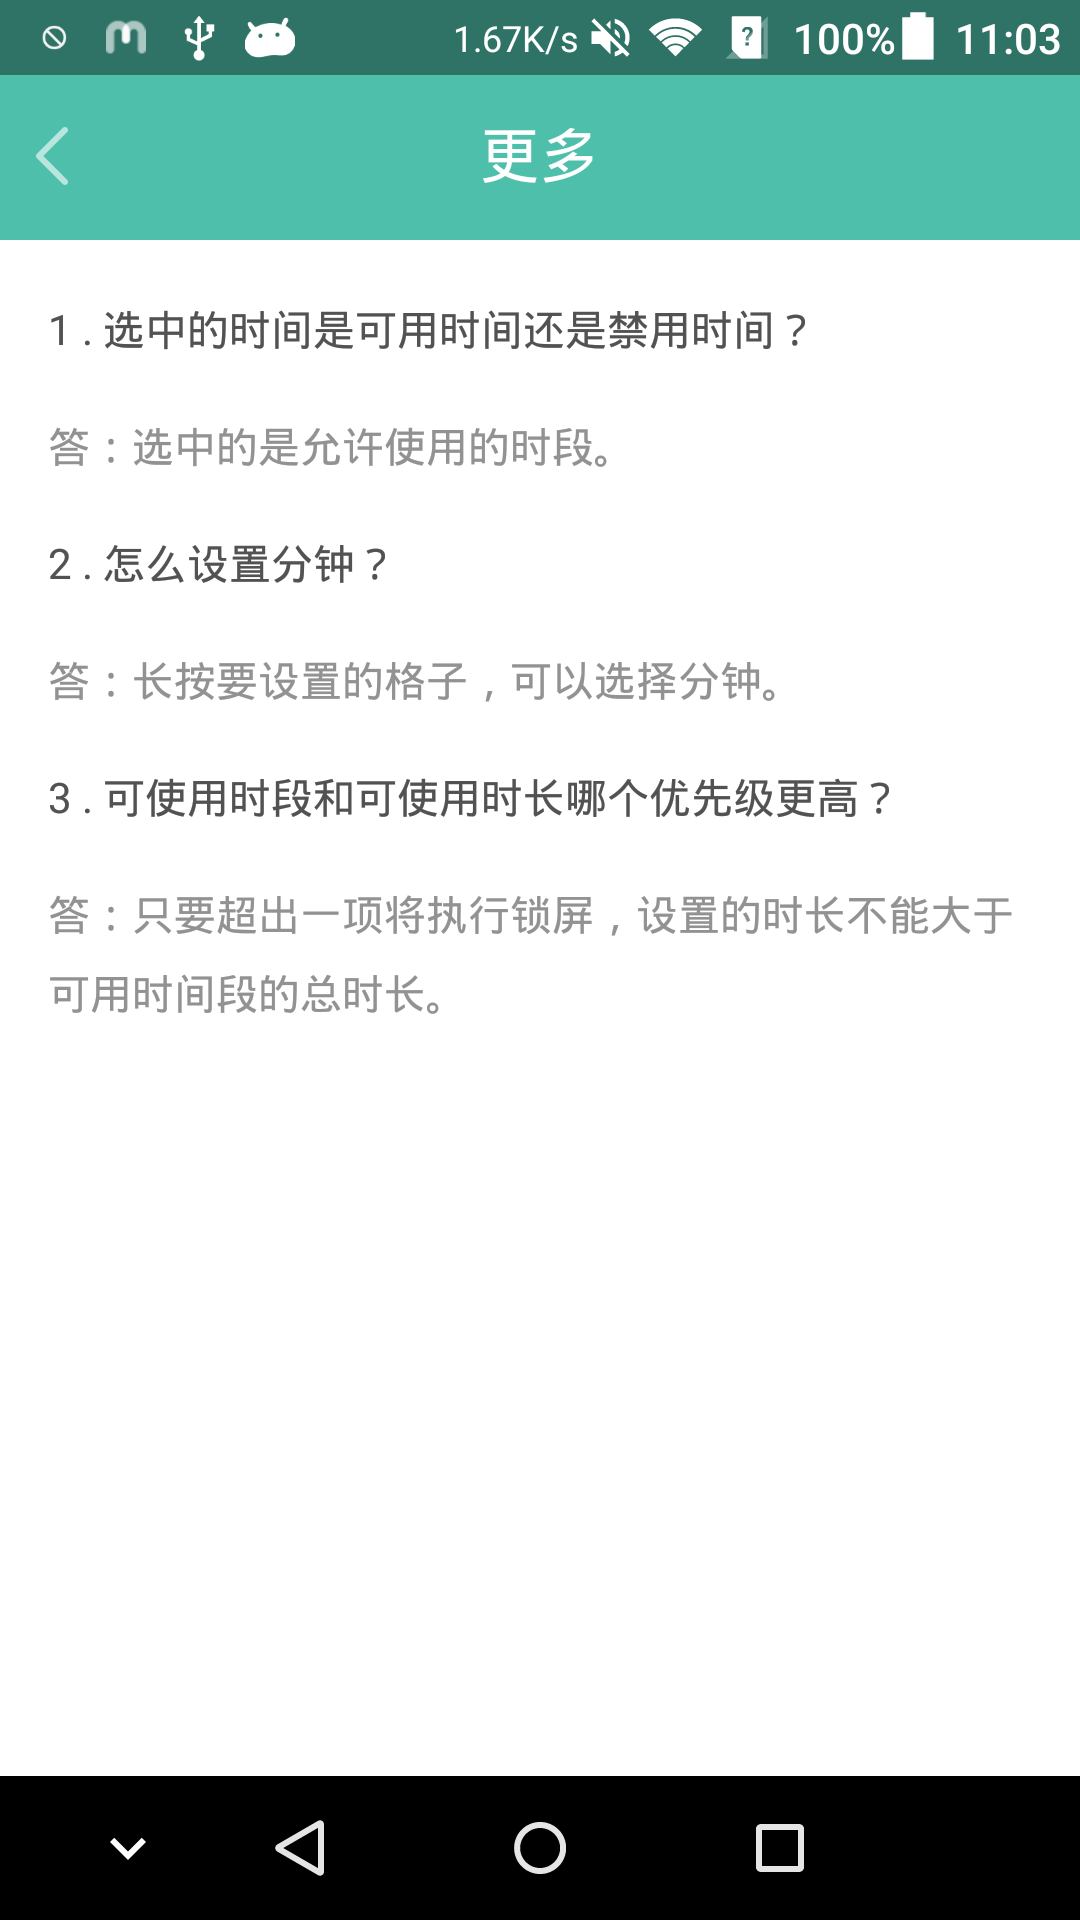 1.67K/s 100% 11:03
更多
1 . 选中的时间是可用时间还是禁用时间？
答：选中的是允许使用的时段。
2 . 怎么设置分钟？
答：长按要设置的格子，可以选择分钟。
3 . 可使用时段和可使用时长哪个优先级更高？
答：只要超出一项将执行锁屏，设置的时长不能大于
可用时间段的总时长。